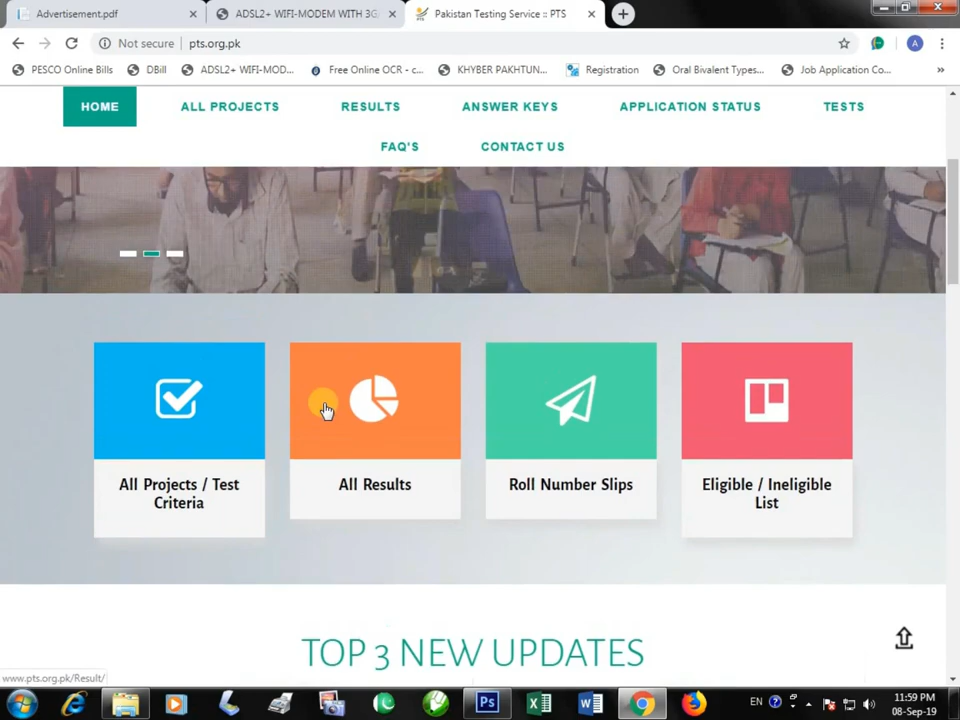 Advertisement.pdf
ADSL2+ WIFI-MODEM WITH 3G
Pakistan Testing Service :: PTS
Not secure
pts.org.pk
A
PESCO Online Bills
DBill
ADSL2+ WIFI-MOD...
Free Online OCR - c...
KHYBER PAKHTUN...
Registration
Oral Bivalent Types...
Job Application Co...
»
HOME
ALL PROJECTS
RESULTS
ANSWER KEYS
APPLICATION STATUS
TESTS
FAQ'S
CONTACT US
All Projects / Test
Criteria
All Results
Roll Number Slips
Eligible / Ineligible
List
TOP 3 NEW UPDATES
www.pts.org.pk/Result/
Ps
EN
11:59 PM
08-Sep-19